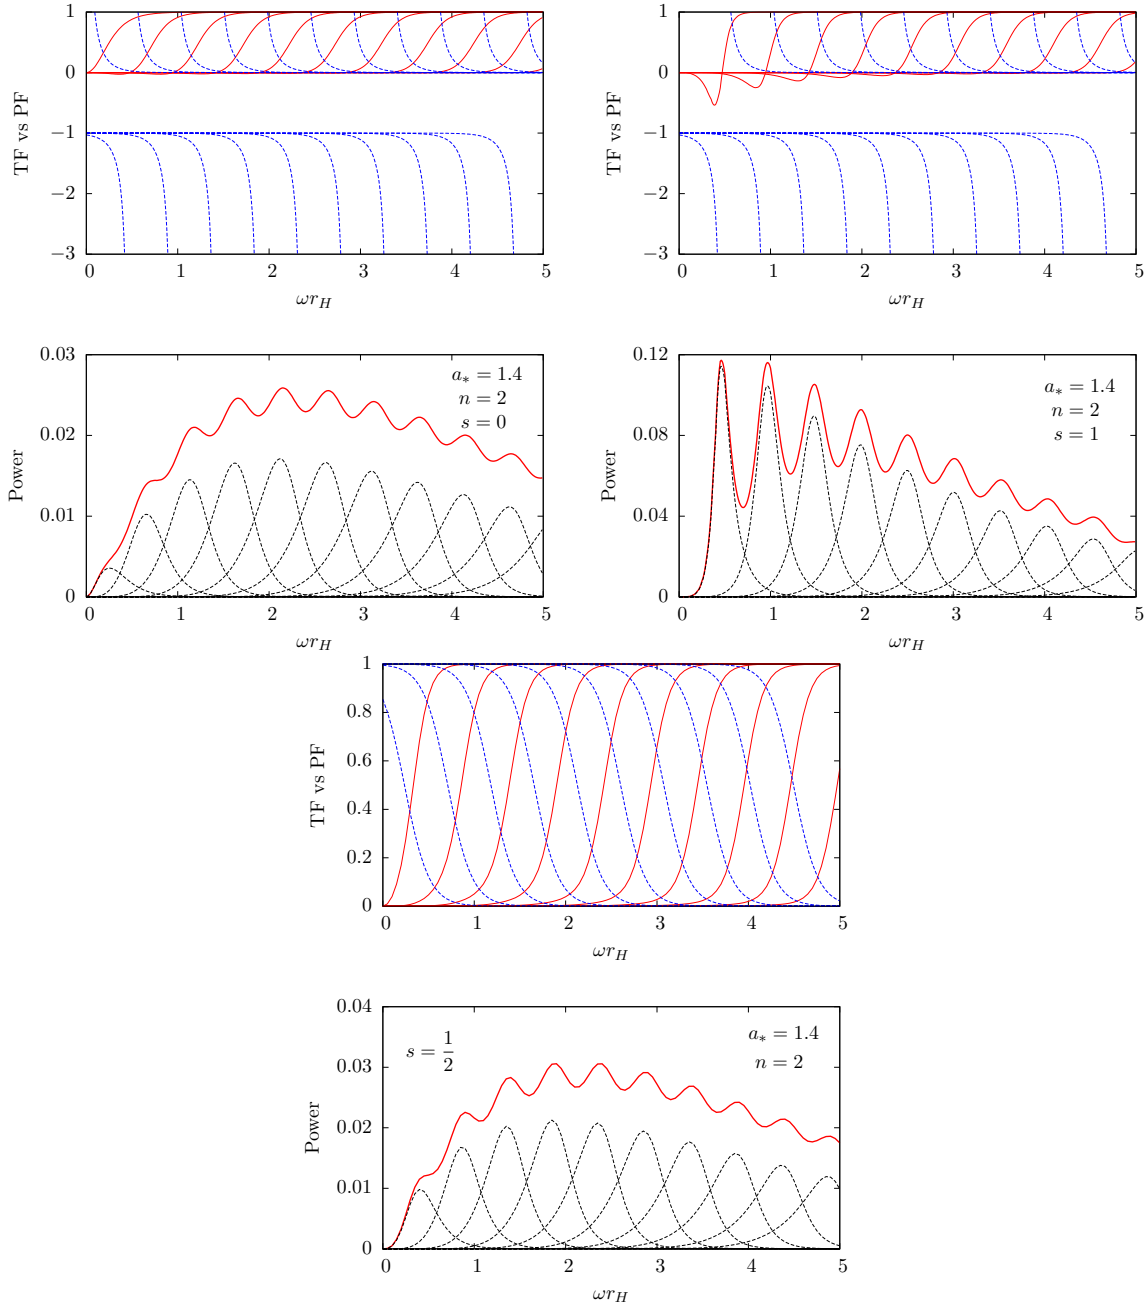 1
0
−1
−2
−3
TF vs PF
0 1 2 3 4 5
ωr_H
1
0
−1
−2
−3
TF vs PF
0 1 2 3 4 5
ωr_H
0.03
0.02
0.01
0
Power
a_* = 1.4
n = 2
s = 0
0 1 2 3 4 5
ωr_H
0.12
0.08
0.04
0
Power
a_* = 1.4
n = 2
s = 1
0 1 2 3 4 5
ωr_H
1
0.8
0.6
0.4
0.2
0
TF vs PF
0 1 2 3 4 5
ωr_H
0.04
0.03
0.02
0.01
0
Power
s = 1/2
a_* = 1.4
n = 2
0 1 2 3 4 5
ωr_H